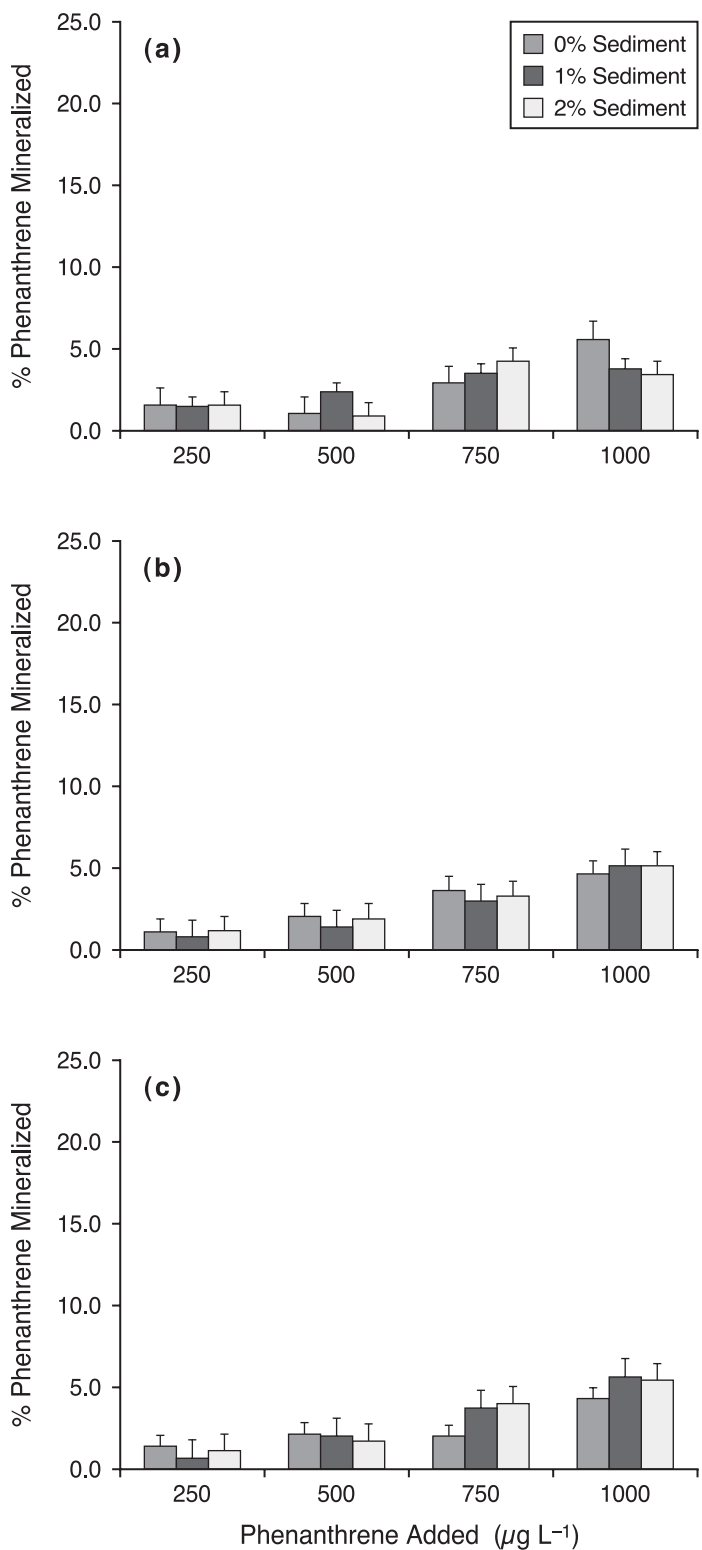 (a)
0% Sediment
1% Sediment
2% Sediment
% Phenanthrene Mineralized
25.0
20.0
15.0
10.0
5.0
0.0
250 500 750 1000
(b)
% Phenanthrene Mineralized
25.0
20.0
15.0
10.0
5.0
0.0
250 500 750 1000
(c)
% Phenanthrene Mineralized
25.0
20.0
15.0
10.0
5.0
0.0
250 500 750 1000
Phenanthrene Added (µg L⁻¹)